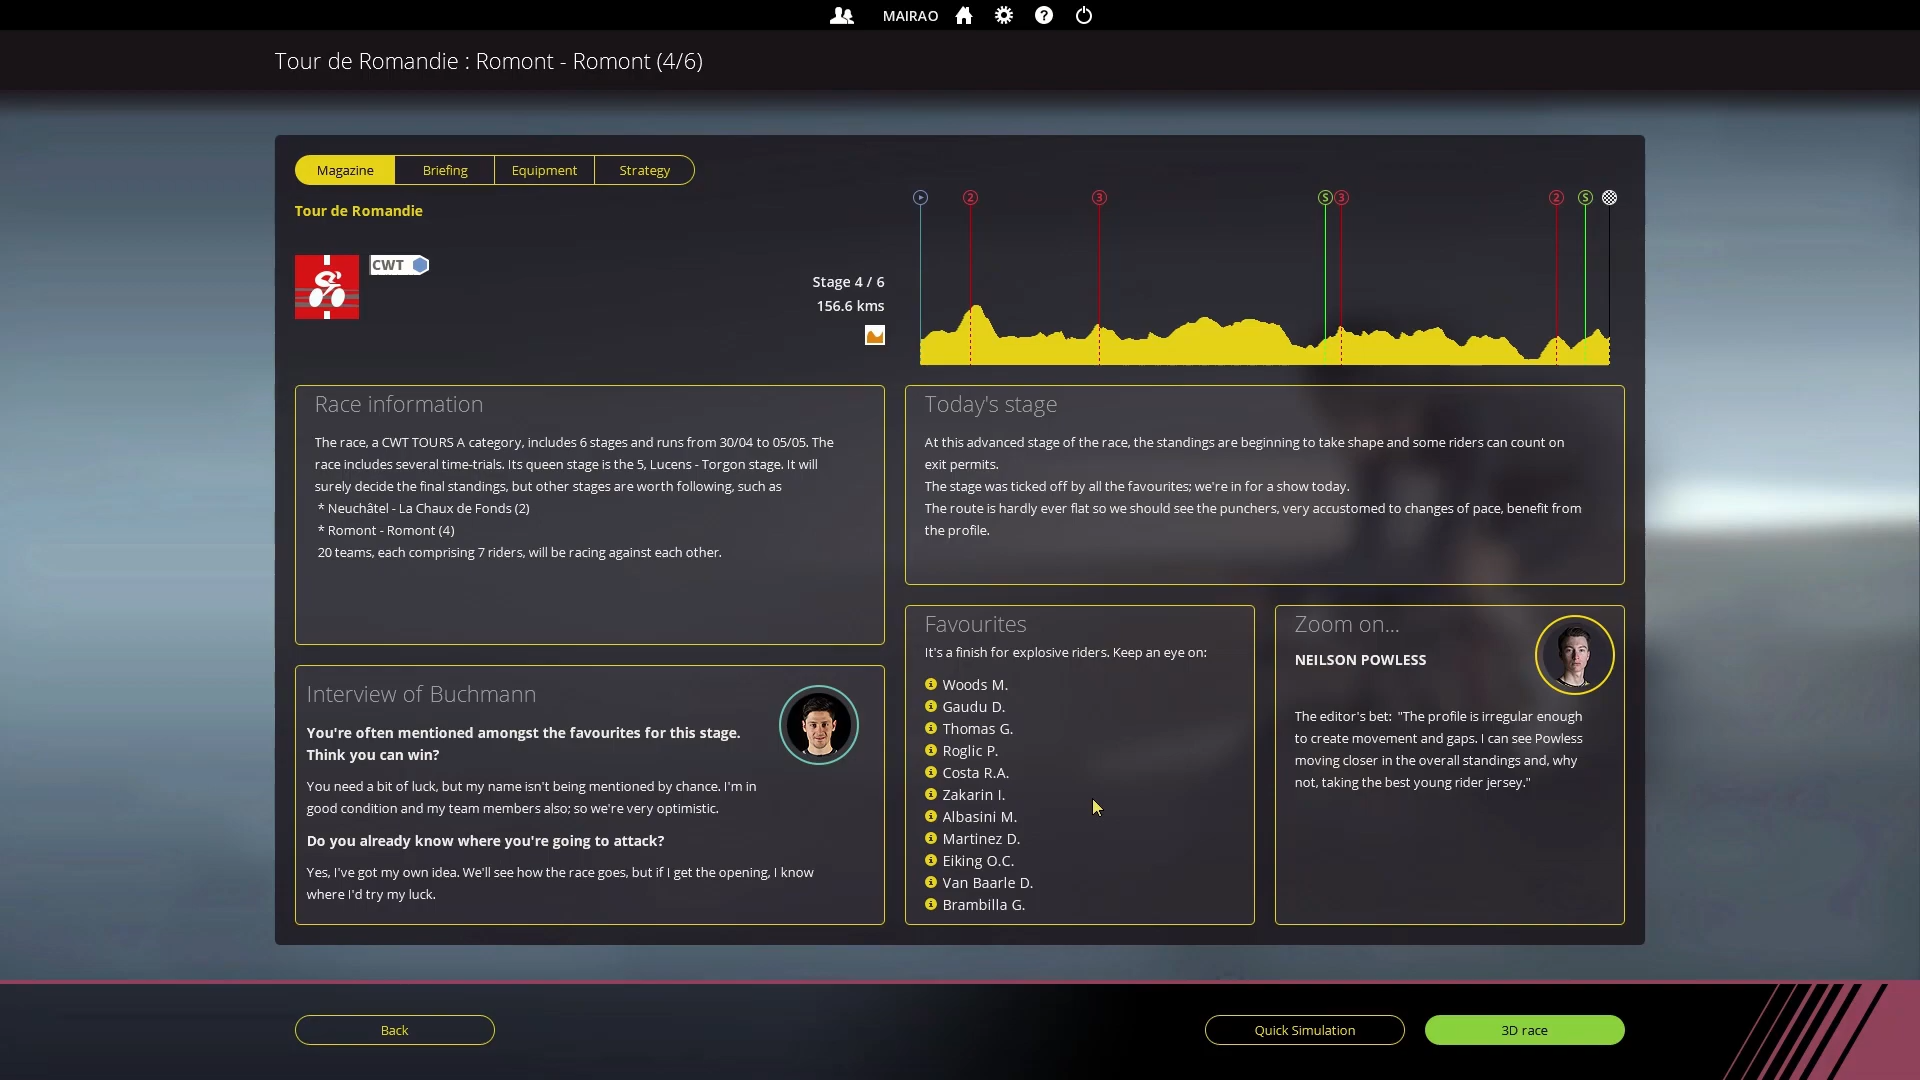 MAIRAO
Tour de Romandie : Romont - Romont (4/6)
Magazine
Briefing
Equipment
Strategy
Tour de Romandie
CWT
Stage 4 / 6
156.6 kms
2
3
S
3
2
S
Race information
The race, a CWT TOURS A category, includes 6 stages and runs from 30/04 to 05/05. The
race includes several time-trials. Its queen stage is the 5, Lucens - Torgon stage. It will
surely decide the final standings, but other stages are worth following, such as
* Neuchâtel - La Chaux de Fonds (2)
* Romont - Romont (4)
20 teams, each comprising 7 riders, will be racing against each other.
Today's stage
At this advanced stage of the race, the standings are beginning to take shape and some riders can count on
exit permits.
The stage was ticked off by all the favourites; we're in for a show today.
The route is hardly ever flat so we should see the punchers, very accustomed to changes of pace, benefit from
the profile.
Interview of Buchmann
You're often mentioned amongst the favourites for this stage.
Think you can win?
You need a bit of luck, but my name isn't being mentioned by chance. I'm in
good condition and my team members also; so we're very optimistic.
Do you already know where you're going to attack?
Yes, I've got my own idea. We'll see how the race goes, but if I get the opening, I know
where I'd try my luck.
Favourites
It's a finish for explosive riders. Keep an eye on:
Woods M.
Gaudu D.
Thomas G.
Roglic P.
Costa R.A.
Zakarin I.
Albasini M.
Martinez D.
Eiking O.C.
Van Baarle D.
Brambilla G.
Zoom on...
NEILSON POWLESS
The editor's bet: "The profile is irregular enough
to create movement and gaps. I can see Powless
moving closer in the overall standings and, why
not, taking the best young rider jersey."
Back
Quick Simulation
3D race